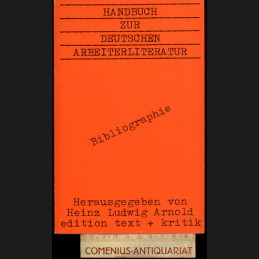 HANDBUCH
ZUR
DEUTSCHEN
ARBEITERLITERATUR
Bibliographie
Herausgegeben von
Heinz Ludwig Arnold
edition text + kritik
COMENIUS-ANTIQUARIAT